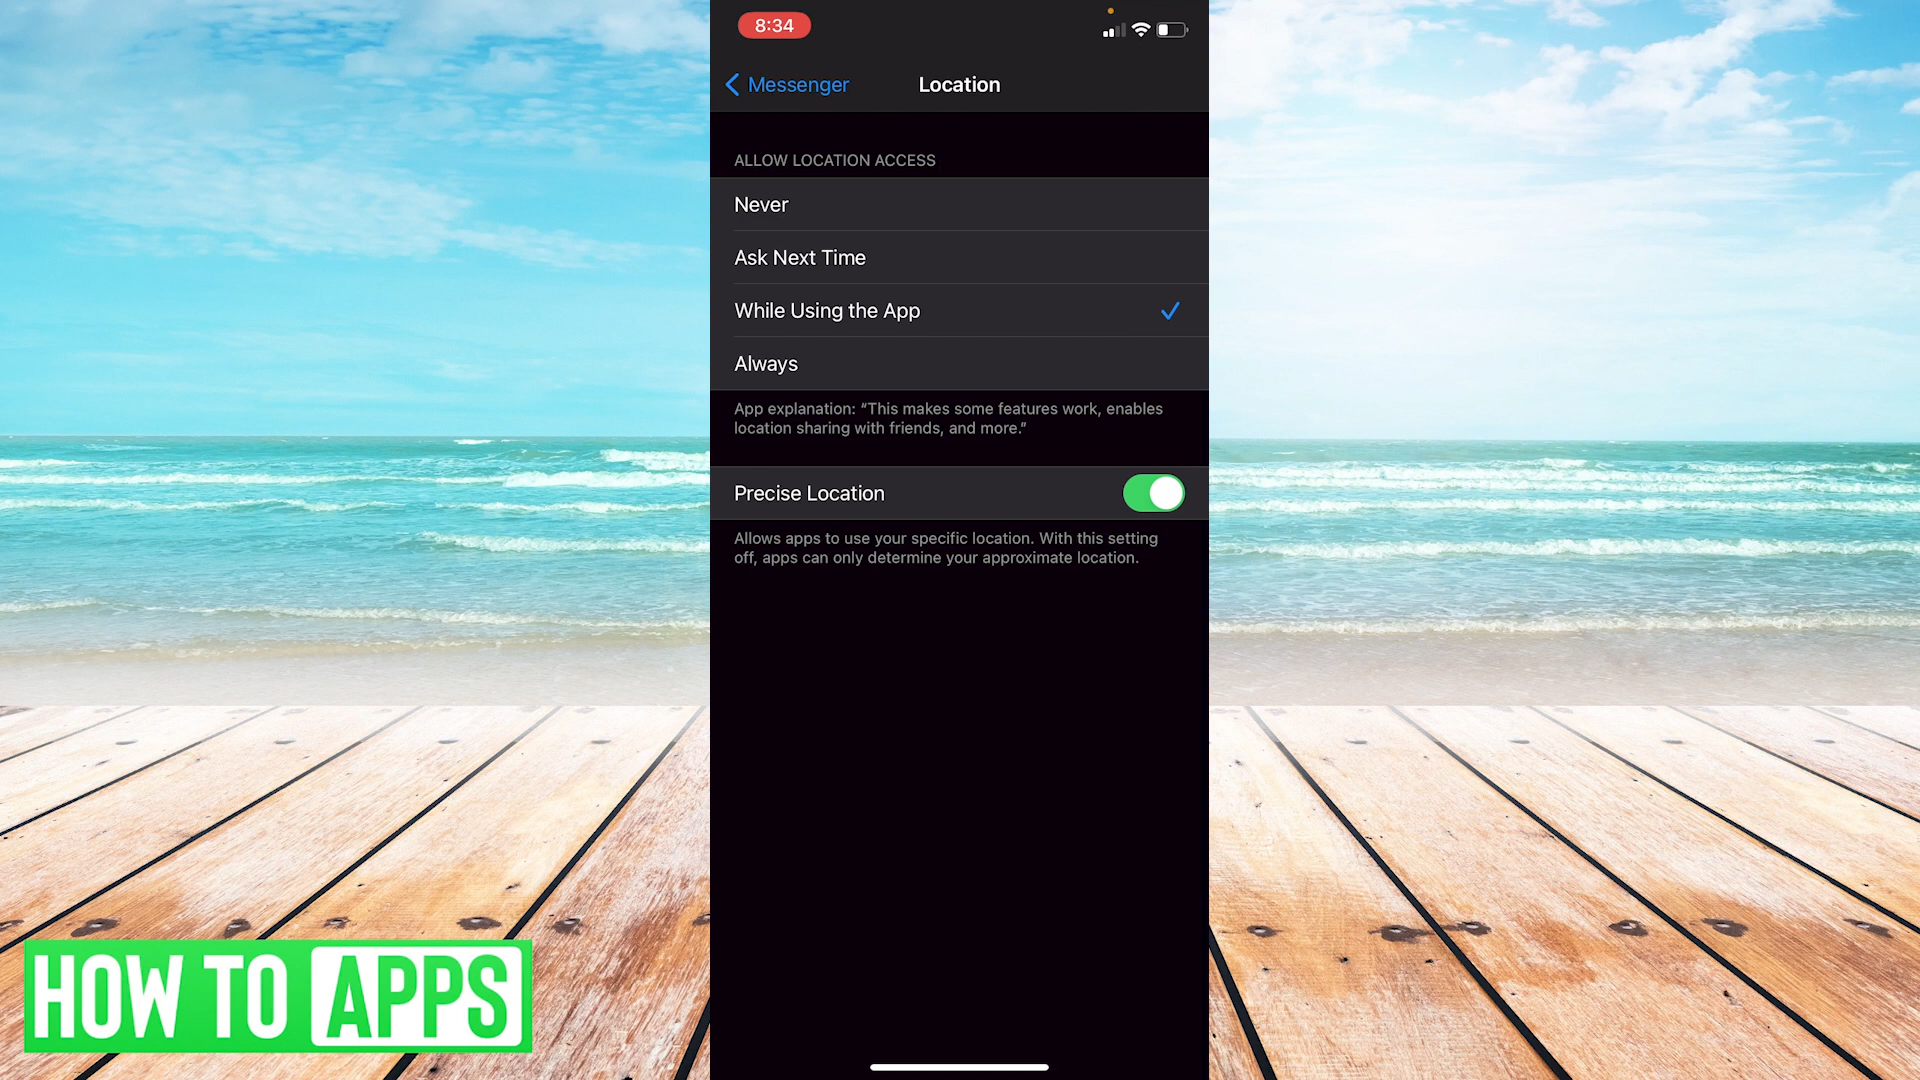 8:34
Messenger
Location
ALLOW LOCATION ACCESS
Never
Ask Next Time
While Using the App
Always
App explanation: “This makes some features work, enables
location sharing with friends, and more.”
Precise Location
Allows apps to use your specific location. With this setting
off, apps can only determine your approximate location.
HOW TO APPS